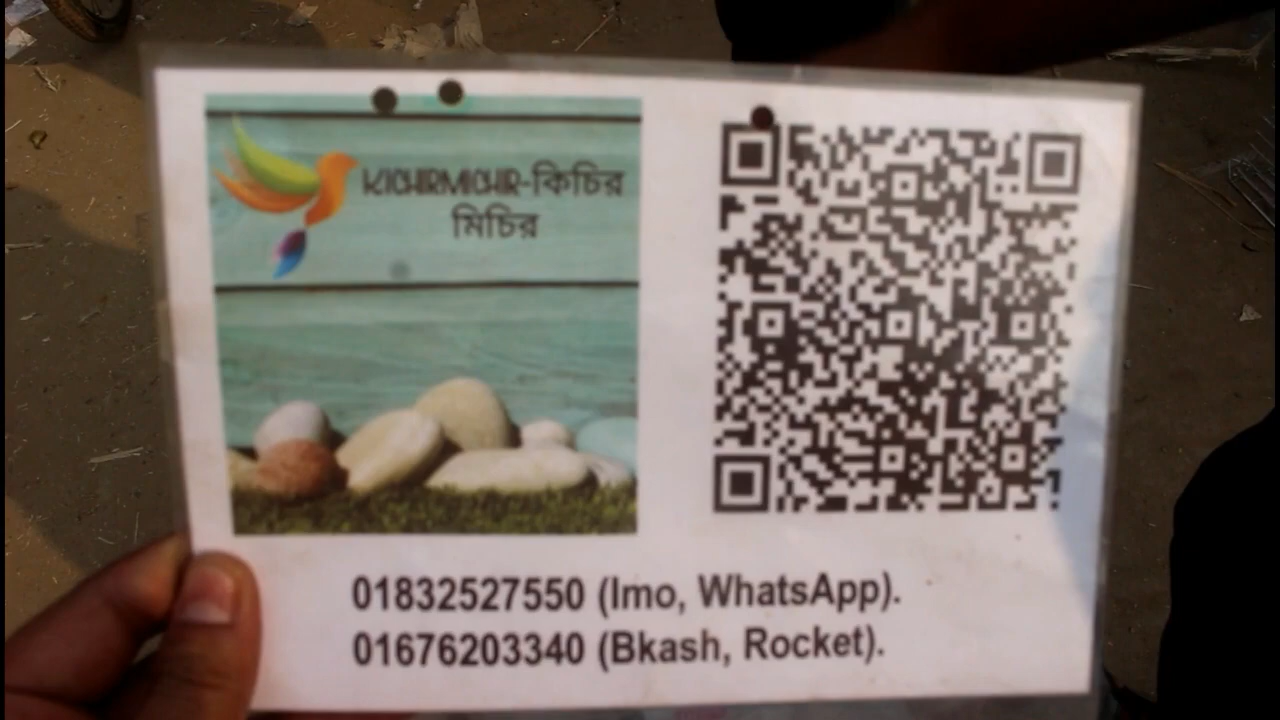 KICHIRMICHIR-কিচির
মিচির
01832527550 (Imo, WhatsApp).
01676203340 (Bkash, Rocket).